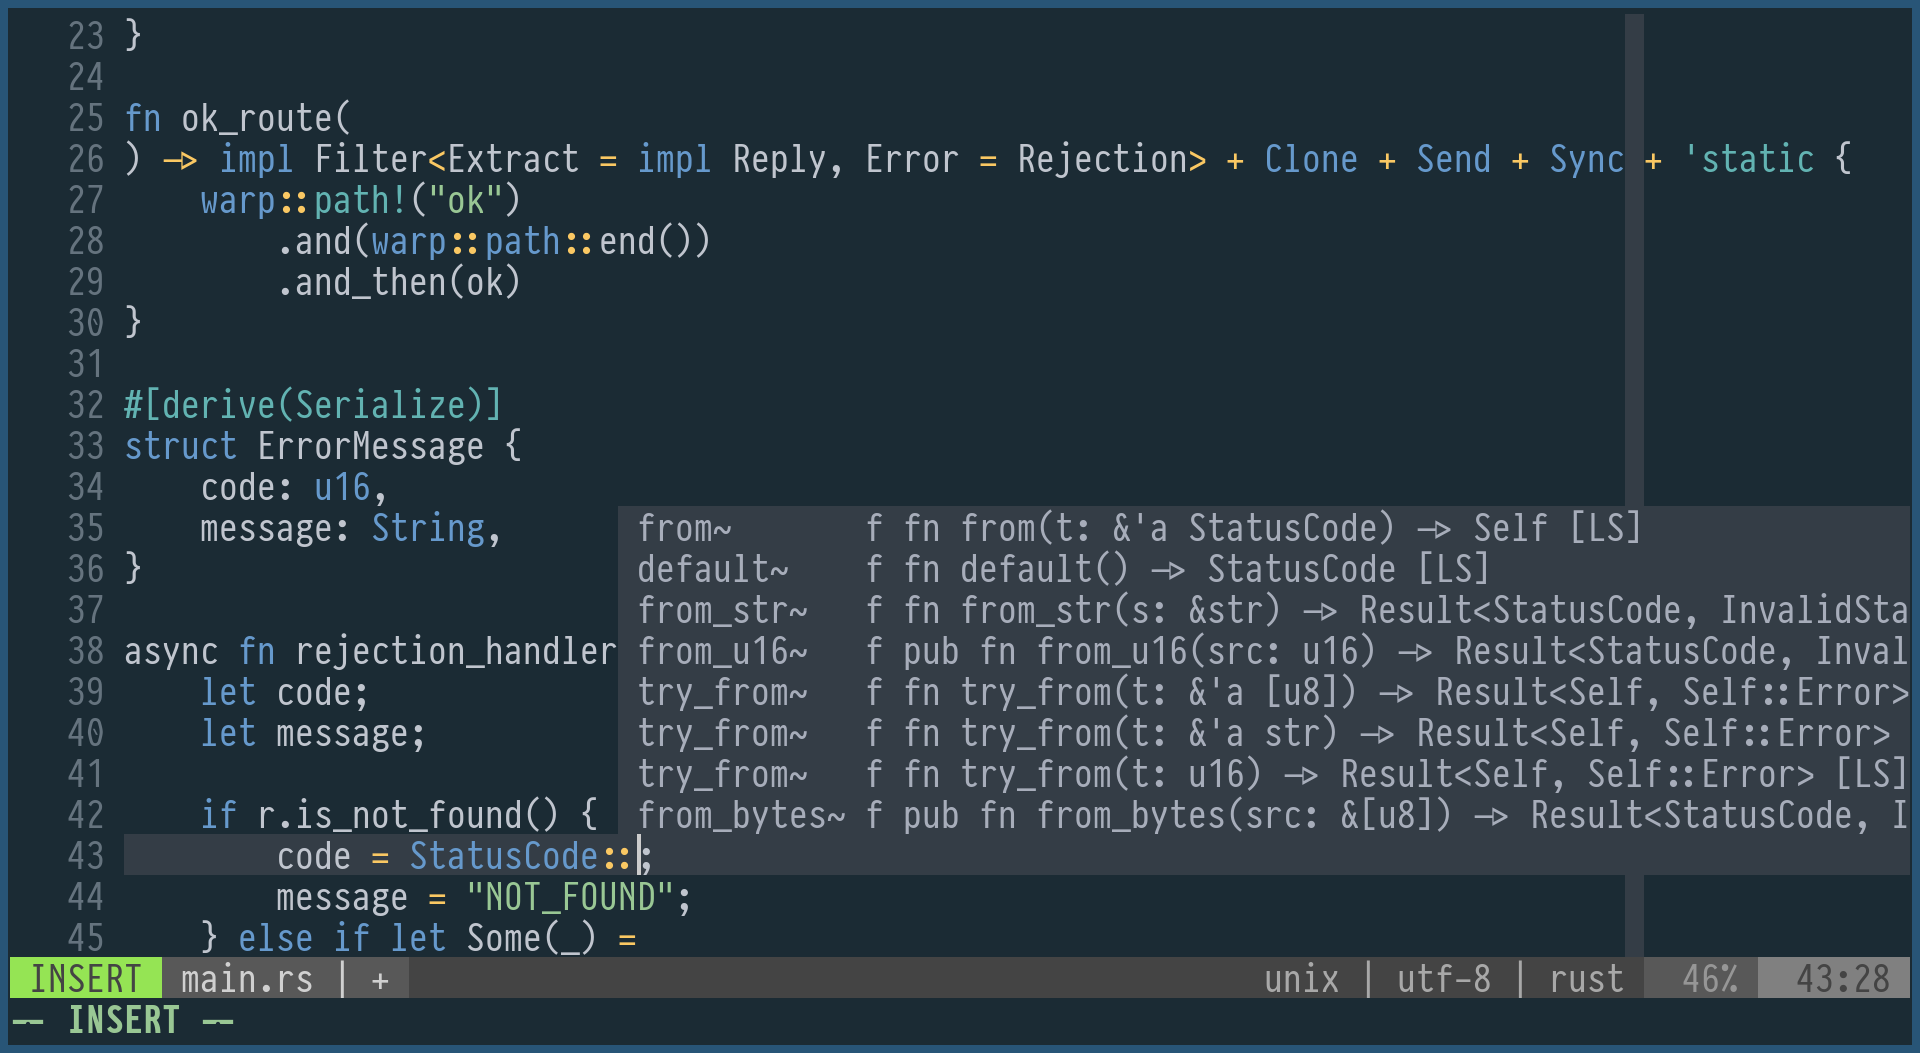 23 }
24
25 fn ok_route(
26 ) -> impl Filter<Extract = impl Reply, Error = Rejection> + Clone + Send + Sync + 'static {
27     warp::path!("ok")
28         .and(warp::path::end())
29         .and_then(ok)
30 }
31
32 #[derive(Serialize)]
33 struct ErrorMessage {
34     code: u16,
35     message: String,      from~       f fn from(t: &'a StatusCode) -> Self [LS]
36 }      default~    f fn default() -> StatusCode [LS]
37      from_str~   f fn from_str(s: &str) -> Result<StatusCode, InvalidSta
38 async fn rejection_handler from_u16~   f pub fn from_u16(src: u16) -> Result<StatusCode, Inval
39     let code;      try_from~   f fn try_from(t: &'a [u8]) -> Result<Self, Self::Error>
40     let message;      try_from~   f fn try_from(t: &'a str) -> Result<Self, Self::Error>
41      try_from~   f fn try_from(t: u16) -> Result<Self, Self::Error> [LS]
42     if r.is_not_found() { from_bytes~ f pub fn from_bytes(src: &[u8]) -> Result<StatusCode, I
43         code = StatusCode::;
44         message = "NOT_FOUND";
45     } else if let Some(_) =
INSERT main.rs | + unix | utf-8 | rust 46% 43:28
-- INSERT --